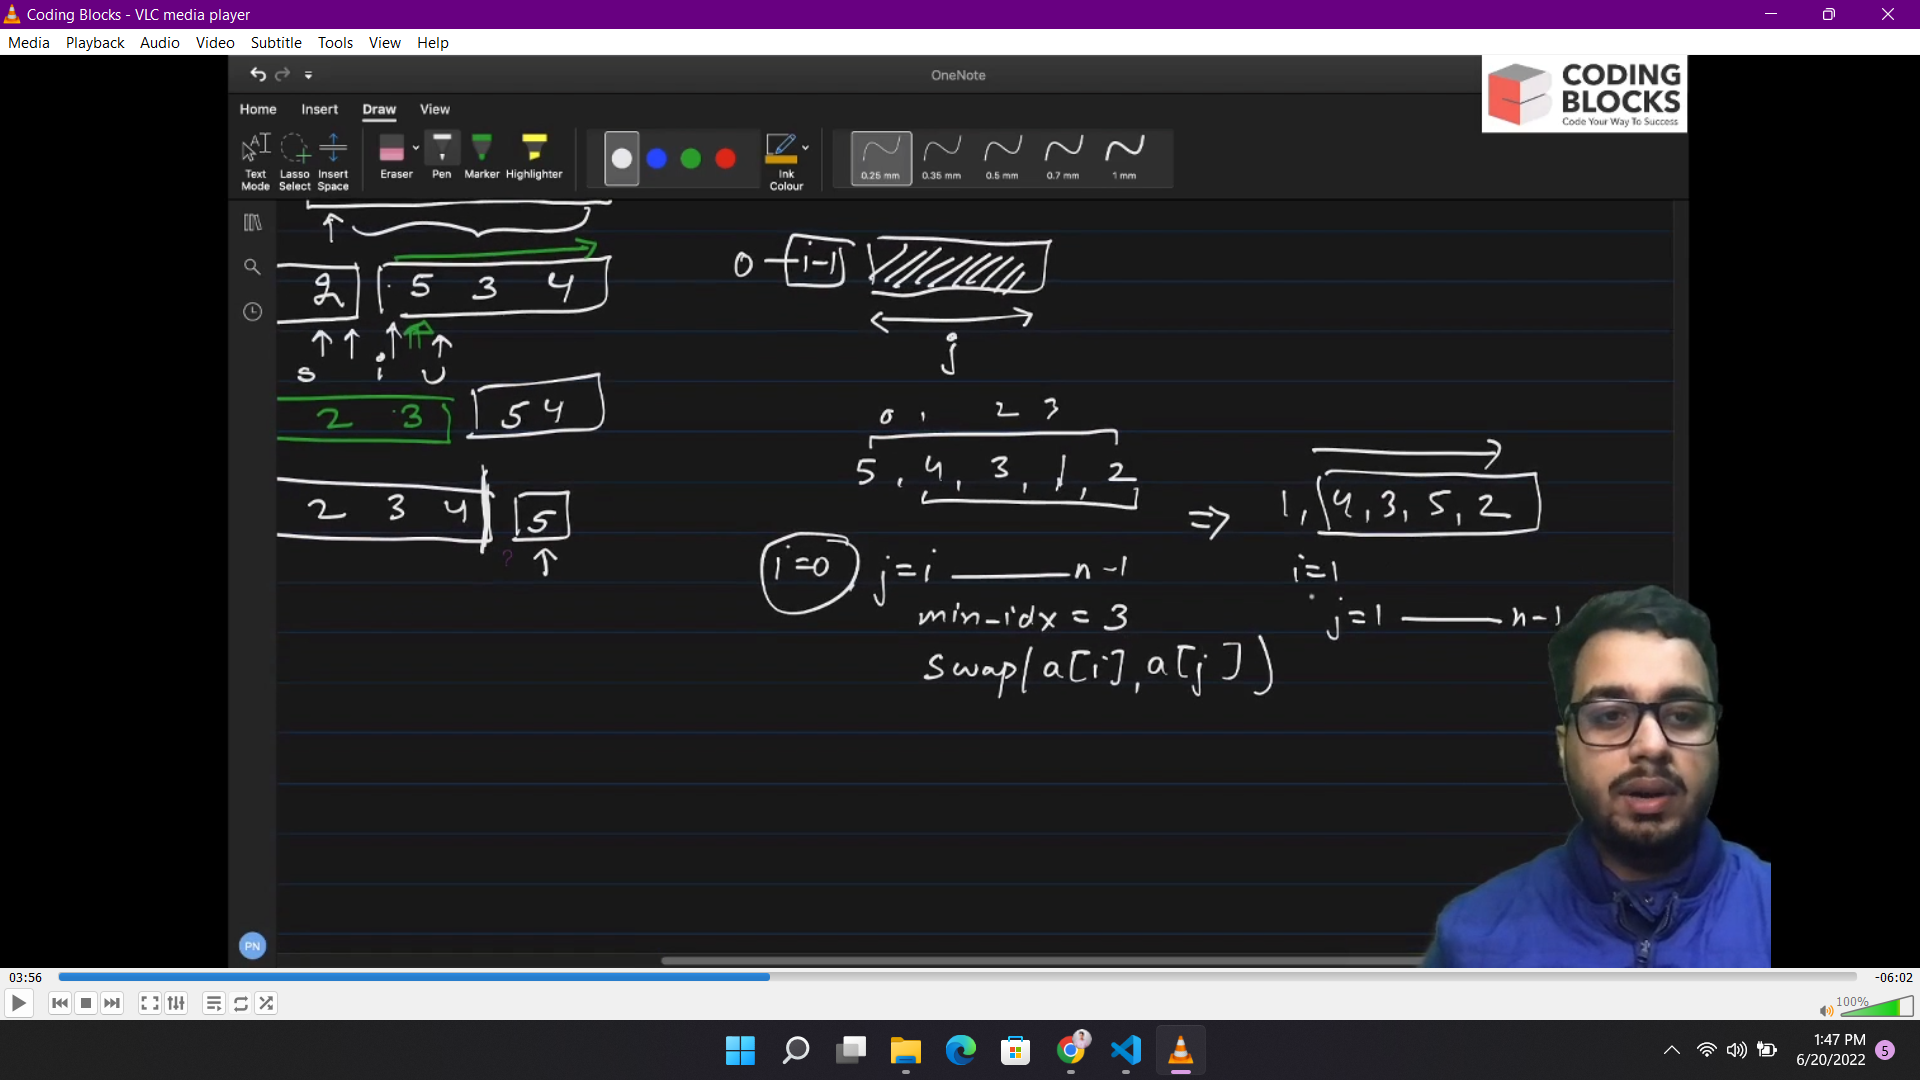 Coding Blocks - VLC media player
Media Playback Audio Video Subtitle Tools View Help
OneNote
CODING
BLOCKS
Code Your Way To Success
Home Insert Draw View
Text Mode
Lasso Select
Insert Space
Eraser
Pen
Marker
Highlighter
Ink Colour
0.25 mm
0.35 mm
0.5 mm
0.7 mm
1 mm
2 5 3 4
s i
2 3 5 4
2 3 4 5
?
0 — i-1
j
0 1 2 3
5, 4, 3, 1, 2 ⇒ 1, 4, 3, 5, 2
i=0 j=i —— n-1
min-idx = 3
swap(a[i], a[j])
i=1
j=1 —— n-1
PN
03:56
-06:02
100%
1:47 PM
6/20/2022
5